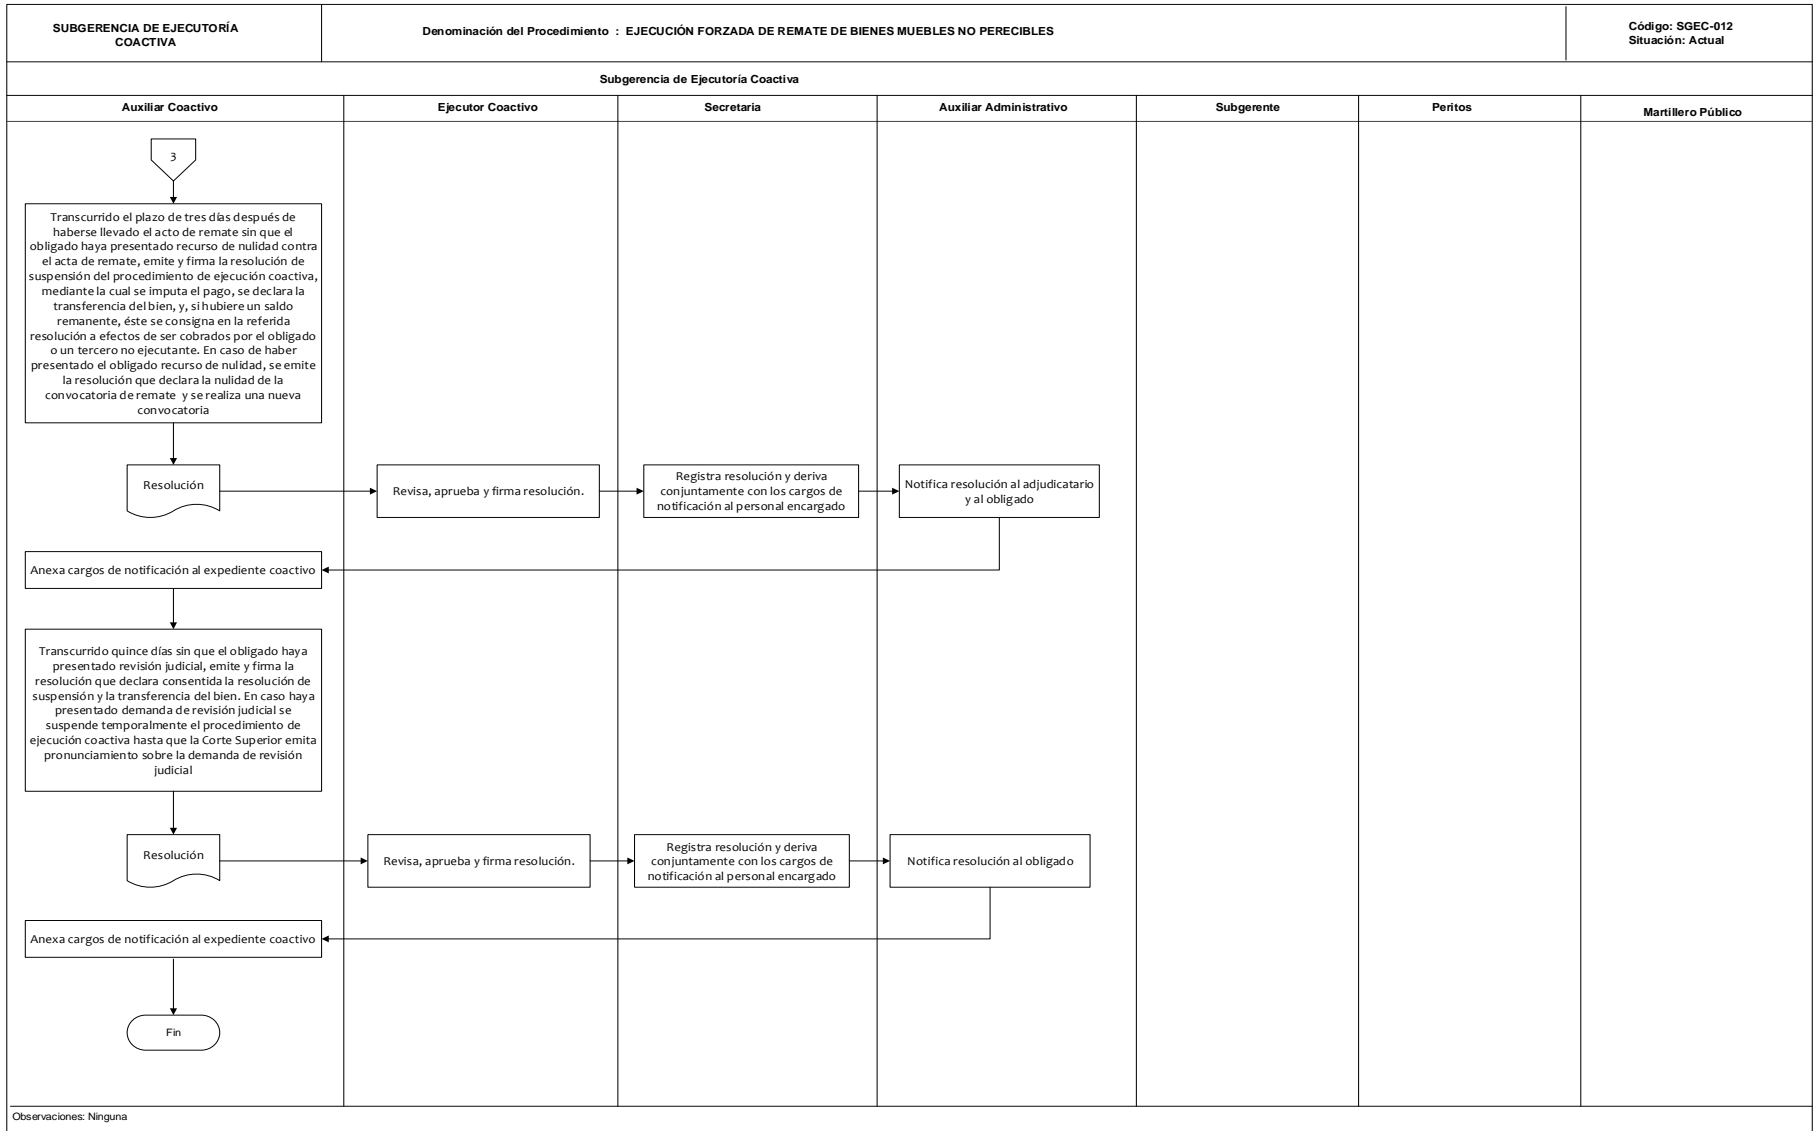 SUBGERENCIA DE EJECUTORÍA
COACTIVA
Denominación del Procedimiento : EJECUCIÓN FORZADA DE REMATE DE BIENES MUEBLES NO PERECIBLES
Código: SGEC-012
Situación: Actual
Subgerencia de Ejecutoría Coactiva
Auxiliar Coactivo
Ejecutor Coactivo
Secretaria
Auxiliar Administrativo
Subgerente
Peritos
Martillero Público
3
Transcurrido el plazo de tres días después de
haberse llevado el acto de remate sin que el
obligado haya presentado recurso de nulidad contra
el acta de remate, emite y firma la resolución de
suspensión del procedimiento de ejecución coactiva,
mediante la cual se imputa el pago, se declara la
transferencia del bien, y, si hubiere un saldo
remanente, éste se consigna en la referida
resolución a efectos de ser cobrados por el obligado
o un tercero no ejecutante. En caso de haber
presentado el obligado recurso de nulidad, se emite
la resolución que declara la nulidad de la
convocatoria de remate y se realiza una nueva
convocatoria
Resolución
Revisa, aprueba y firma resolución.
Registra resolución y deriva
conjuntamente con los cargos de
notificación al personal encargado
Notifica resolución al adjudicatario
y al obligado
Anexa cargos de notificación al expediente coactivo
Transcurrido quince días sin que el obligado haya
presentado revisión judicial, emite y firma la
resolución que declara consentida la resolución de
suspensión y la transferencia del bien. En caso haya
presentado demanda de revisión judicial se
suspende temporalmente el procedimiento de
ejecución coactiva hasta que la Corte Superior emita
pronunciamiento sobre la demanda de revisión
judicial
Resolución
Revisa, aprueba y firma resolución.
Registra resolución y deriva
conjuntamente con los cargos de
notificación al personal encargado
Notifica resolución al obligado
Anexa cargos de notificación al expediente coactivo
Fin
Observaciones: Ninguna